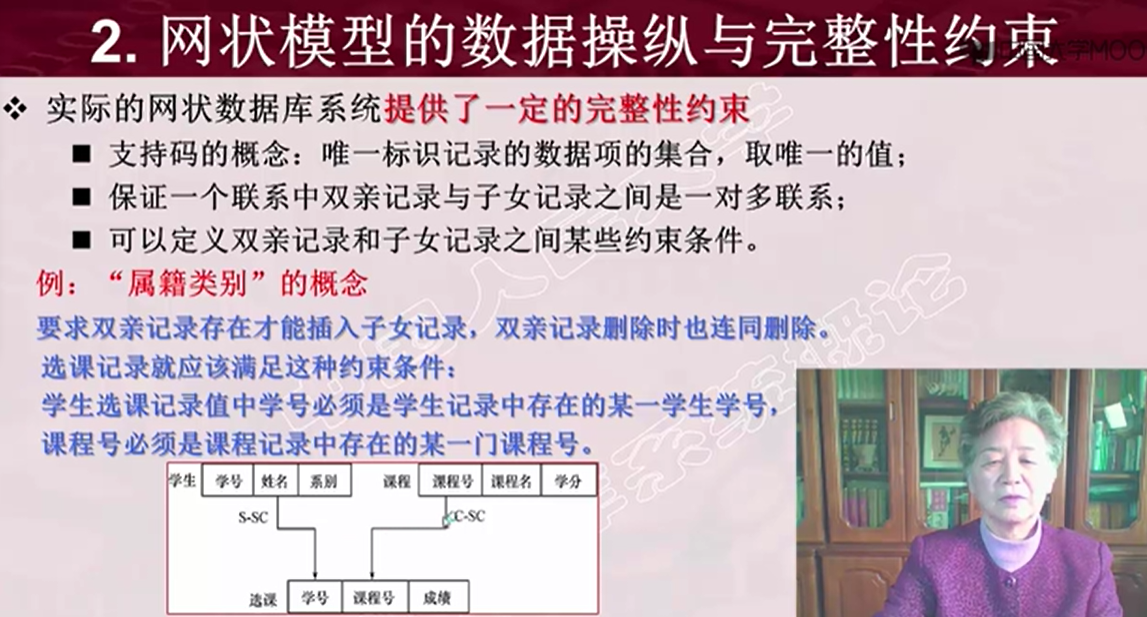 2. 网状模型的数据操纵与完整性约束
中国大学MOO
❖ 实际的网状数据库系统提供了一定的完整性约束
■ 支持码的概念：唯一标识记录的数据项的集合，取唯一的值；
■ 保证一个联系中双亲记录与子女记录之间是一对多联系；
■ 可以定义双亲记录和子女记录之间某些约束条件。
例：“属籍类别”的概念
要求双亲记录存在才能插入子女记录，双亲记录删除时也连同删除。
选课记录就应该满足这种约束条件：
学生选课记录值中学号必须是学生记录中存在的某一学生学号，
课程号必须是课程记录中存在的某一门课程号。
学生 学号 姓名 系别 课程 课程号 课程名 学分
S-SC C-SC
选课 学号 课程号 成绩